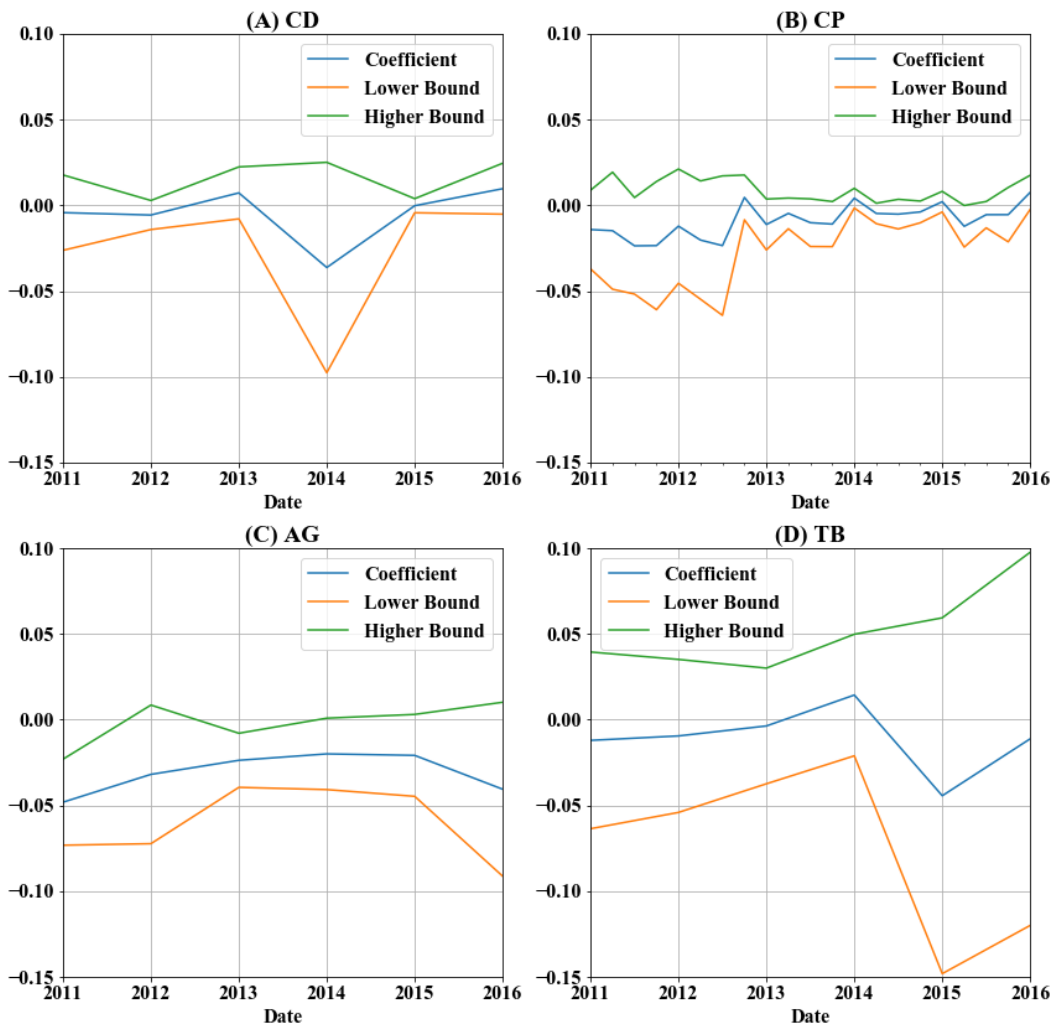 (A) CD
0.10
0.05
0.00
−0.05
−0.10
−0.15
Coefficient
Lower Bound
Higher Bound
2011 2012 2013 2014 2015 2016
Date
(B) CP
0.10
0.05
0.00
−0.05
−0.10
−0.15
Coefficient
Lower Bound
Higher Bound
2011 2012 2013 2014 2015 2016
Date
(C) AG
0.10
0.05
0.00
−0.05
−0.10
−0.15
Coefficient
Lower Bound
Higher Bound
2011 2012 2013 2014 2015 2016
Date
(D) TB
0.10
0.05
0.00
−0.05
−0.10
−0.15
Coefficient
Lower Bound
Higher Bound
2011 2012 2013 2014 2015 2016
Date